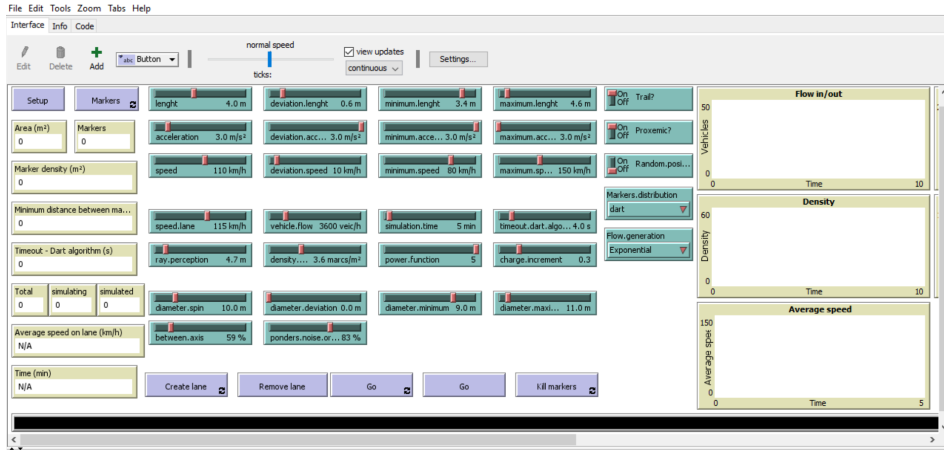 File Edit Tools Zoom Tabs Help
Interface Info Code
Edit Delete Add abc Button normal speed ticks: view updates continuous Settings...
Setup Markers
Area (m²) 0 Markers 0
Marker density (m²)
0
Minimum distance between ma...
0
Timeout - Dart algorithm (s)
0
Total 0 simulating 0 simulated 0
Average speed on lane (km/h)
N/A
Time (min)
N/A
lenght 4.0 m deviation.lenght 0.6 m minimum.lenght 3.4 m maximum.lenght 4.6 m
acceleration 3.0 m/s² deviation.acc... 3.0 m/s² minimum.acce... 3.0 m/s² maximum.acc... 3.0 m/s²
speed 110 km/h deviation.speed 10 km/h minimum.speed 80 km/h maximum.sp... 150 km/h
speed.lane 115 km/h vehicle.flow 3600 veic/h simulation.time 5 min timeout.dart.algo... 4.0 s
ray.perception 4.7 m density.... 3.6 marcs/m² power.function 5 charge.increment 0.3
diameter.spin 10.0 m diameter.deviation 0.0 m diameter.minimum 9.0 m diameter.maxi... 11.0 m
between.axis 59 % ponders.noise.or... 83 %
Create lane Remove lane Go Go Kill markers
On Off Trail?
On Off Proxemic?
On Off Random.posi...
Markers.distribution
dart
Flow.generation
Exponential
Flow in/out
Vehicles
50
0
0 Time 10
Density
Density
60
0
0 Time 10
Average speed
Average speed
150
0
0 Time 5